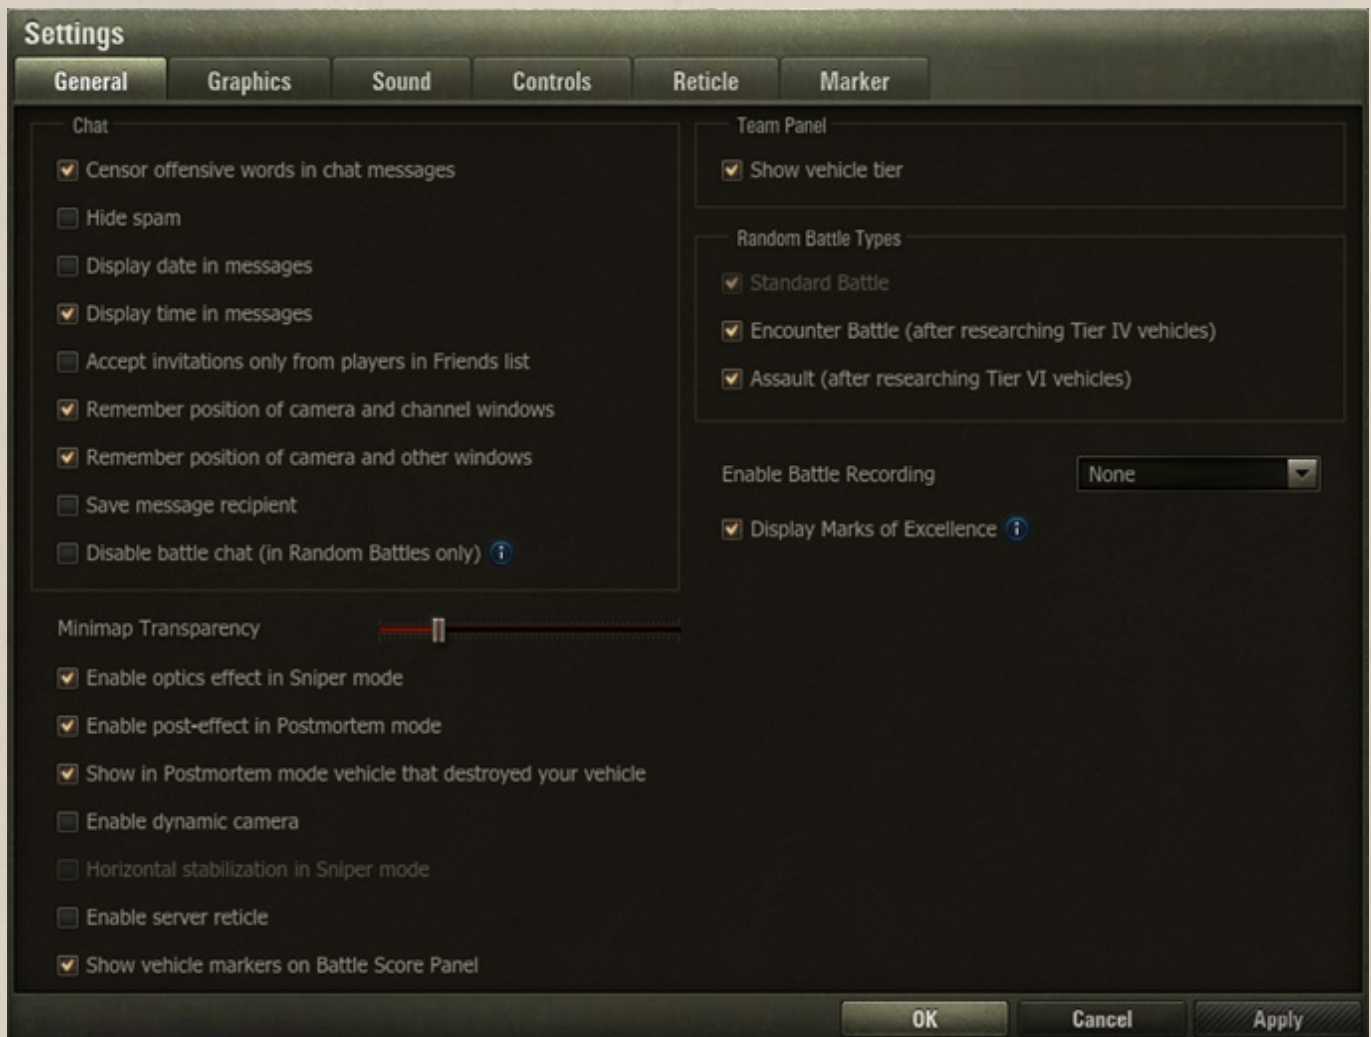 Settings
General
Graphics
Sound
Controls
Reticle
Marker
Chat
Censor offensive words in chat messages
Hide spam
Display date in messages
Display time in messages
Accept invitations only from players in Friends list
Remember position of camera and channel windows
Remember position of camera and other windows
Save message recipient
Disable battle chat (in Random Battles only)
Minimap Transparency
Enable optics effect in Sniper mode
Enable post-effect in Postmortem mode
Show in Postmortem mode vehicle that destroyed your vehicle
Enable dynamic camera
Horizontal stabilization in Sniper mode
Enable server reticle
Show vehicle markers on Battle Score Panel
Team Panel
Show vehicle tier
Random Battle Types
Standard Battle
Encounter Battle (after researching Tier IV vehicles)
Assault (after researching Tier VI vehicles)
Enable Battle Recording
None
Display Marks of Excellence
OK
Cancel
Apply